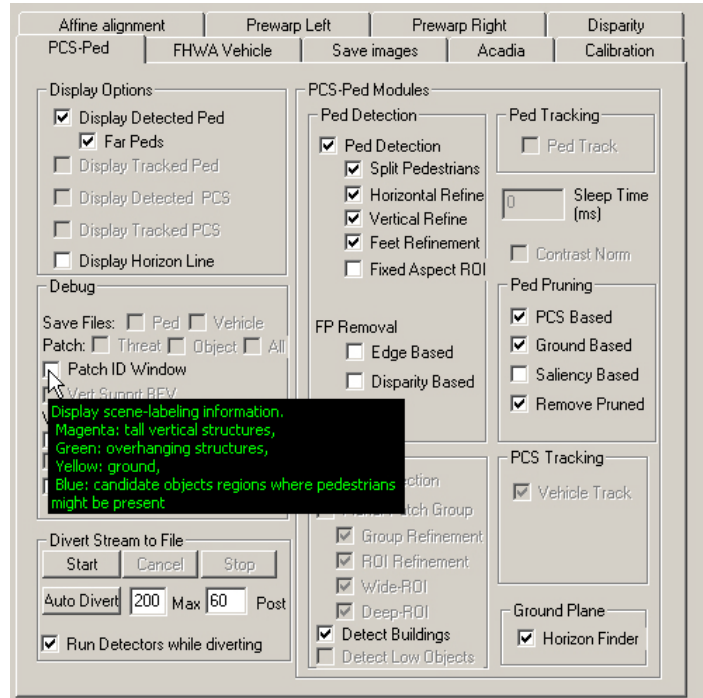 Affine alignment Prewarp Left Prewarp Right Disparity
PCS-Ped FHWA Vehicle Save images Acadia Calibration
Display Options
Display Detected Ped
Far Peds
Display Tracked Ped
Display Detected PCS
Display Tracked PCS
Display Horizon Line
Debug
Save Files: Ped Vehicle
Patch: Threat Object All
Patch ID Window
Vert Supprt BEV
Display scene-labeling information.
Magenta: tall vertical structures,
Green: overhanging structures,
Yellow: ground,
Blue: candidate objects regions where pedestrians
might be present
Divert Stream to File
Start Cancel Stop
Auto Divert 200 Max 60 Post
Run Detectors while diverting
PCS-Ped Modules
Ped Detection
Ped Detection
Split Pedestrians
Horizontal Refine
Vertical Refine
Feet Refinement
Fixed Aspect ROI
FP Removal
Edge Based
Disparity Based
Group
Group Refinement
ROI Refinement
Wide-ROI
Deep-ROI
Detect Buildings
Detect Low Objects
Ped Tracking
Ped Track
0 Sleep Time
(ms)
Contrast Norm
Ped Pruning
PCS Based
Ground Based
Saliency Based
Remove Pruned
PCS Tracking
Vehicle Track
Ground Plane
Horizon Finder